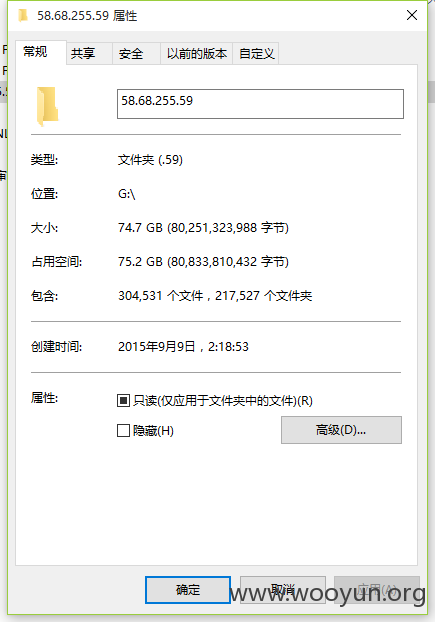 58.68.255.59 属性
常规 共享 安全 以前的版本 自定义
58.68.255.59
类型: 文件夹 (.59)
位置: G:\
大小: 74.7 GB (80,251,323,988 字节)
占用空间: 75.2 GB (80,833,810,432 字节)
包含: 304,531 个文件，217,527 个文件夹
创建时间: 2015年9月9日，2:18:53
属性: 只读(仅应用于文件夹中的文件)(R)
隐藏(H) 高级(D)...
确定 取消 应用(A)
www.wooyun.org